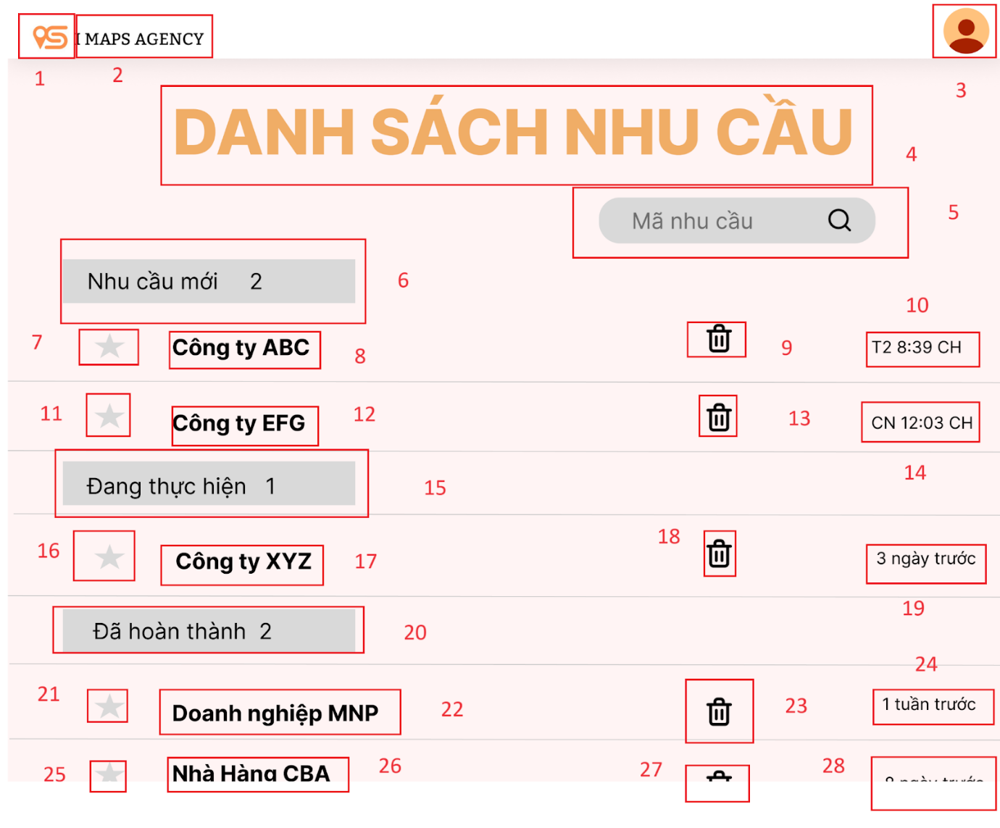 I MAPS AGENCY
1
2
3
DANH SÁCH NHU CẦU
4
Mã nhu cầu
5
Nhu cầu mới 2
6
10
7
Công ty ABC
8
9
T2 8:39 CH
11
Công ty EFG
12
13
CN 12:03 CH
14
Đang thực hiện 1
15
16
Công ty XYZ
17
18
3 ngày trước
19
Đã hoàn thành 2
20
24
21
Doanh nghiệp MNP
22
23
1 tuần trước
25
Nhà Hàng CBA
26
27
28
ngày trước